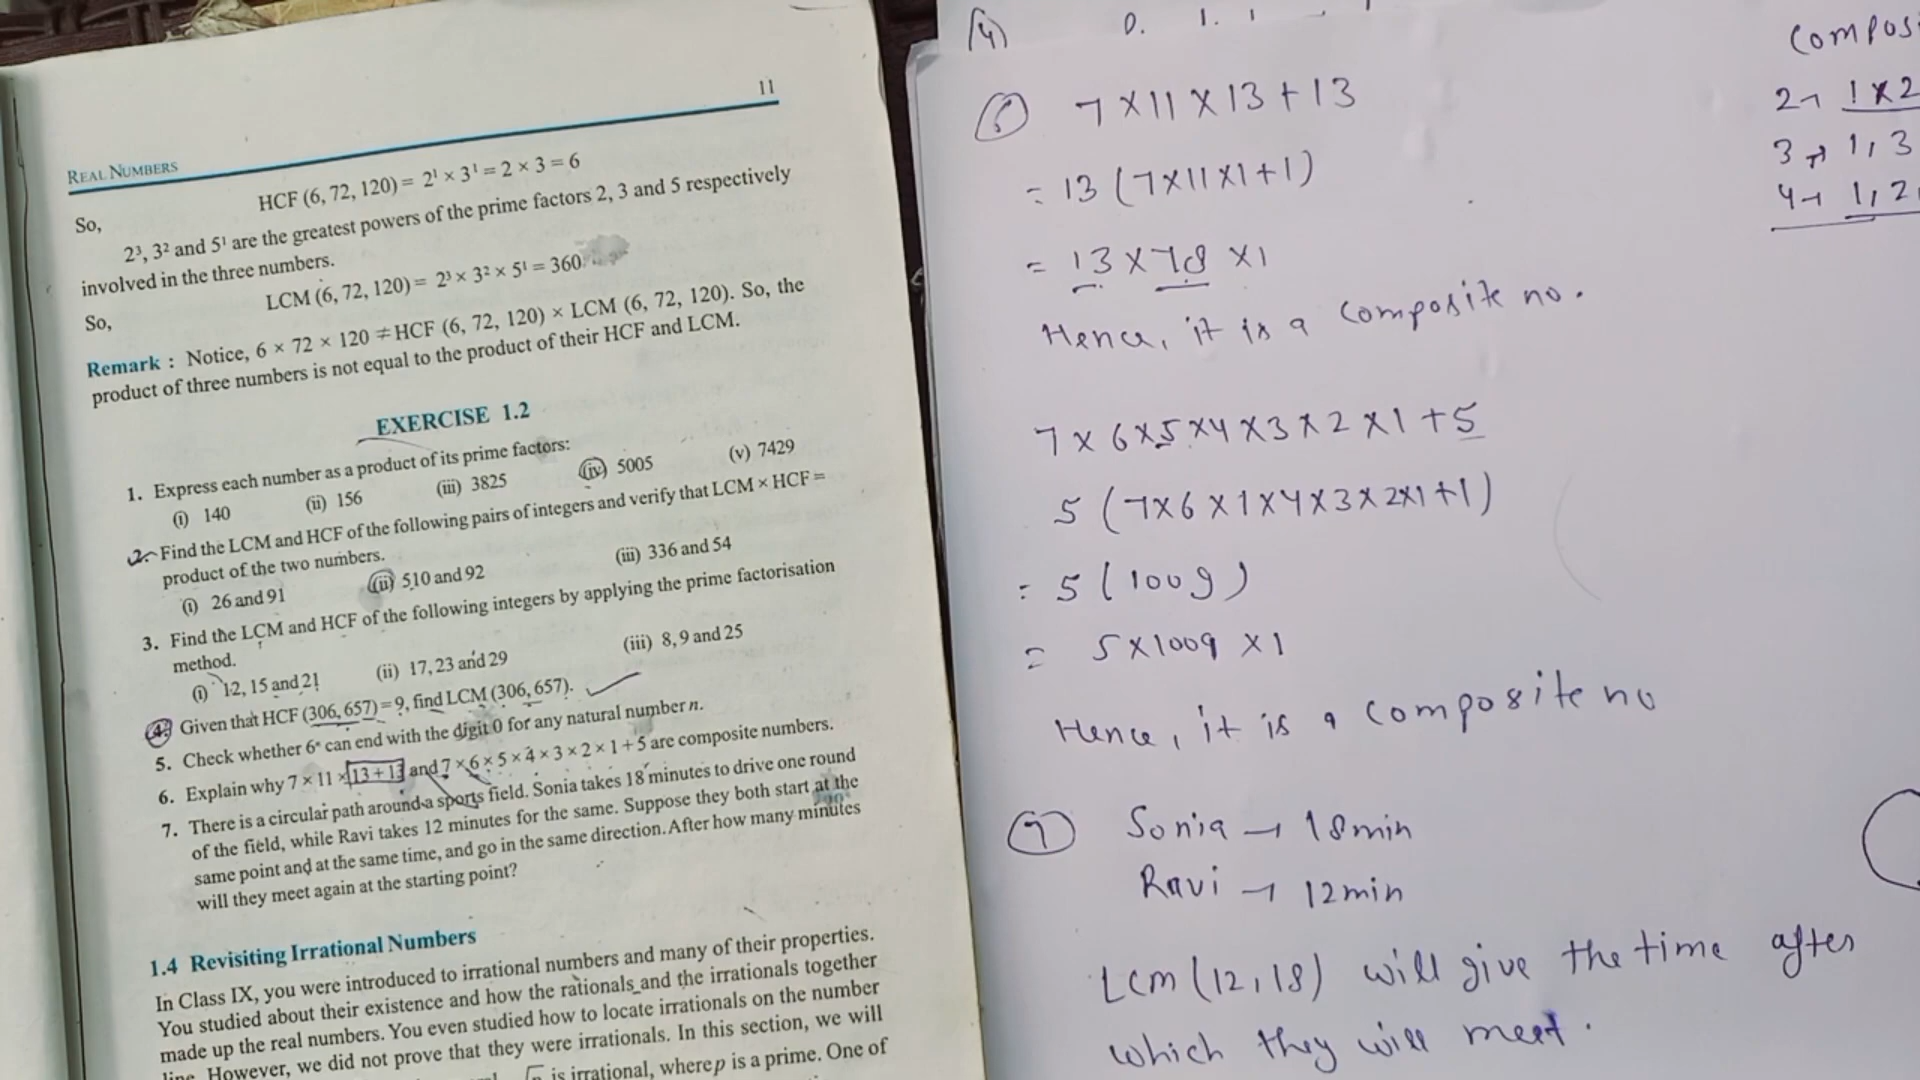 11
REAL NUMBERS
So, HCF (6, 72, 120) = 2¹ × 3¹ = 2 × 3 = 6
2³, 3² and 5¹ are the greatest powers of the prime factors 2, 3 and 5 respectively
involved in the three numbers.
So, LCM (6, 72, 120) = 2³ × 3² × 5¹ = 360
Remark : Notice, 6 × 72 × 120 ≠ HCF (6, 72, 120) × LCM (6, 72, 120). So, the
product of three numbers is not equal to the product of their HCF and LCM.
EXERCISE 1.2
1. Express each number as a product of its prime factors:
(i) 140 (ii) 156 (iii) 3825 (iv) 5005 (v) 7429
2. Find the LCM and HCF of the following pairs of integers and verify that LCM × HCF =
product of the two numbers.
(i) 26 and 91 (ii) 510 and 92 (iii) 336 and 54
3. Find the LCM and HCF of the following integers by applying the prime factorisation
method.
(i) 12, 15 and 21 (ii) 17, 23 and 29 (iii) 8, 9 and 25
4. Given that HCF (306, 657) = 9, find LCM (306, 657).
5. Check whether 6ⁿ can end with the digit 0 for any natural number n.
6. Explain why 7 × 11 × 13 + 13 and 7 × 6 × 5 × 4 × 3 × 2 × 1 + 5 are composite numbers.
7. There is a circular path around a sports field. Sonia takes 18 minutes to drive one round
of the field, while Ravi takes 12 minutes for the same. Suppose they both start at the
same point and at the same time, and go in the same direction. After how many minutes
will they meet again at the starting point?
1.4 Revisiting Irrational Numbers
In Class IX, you were introduced to irrational numbers and many of their properties.
You studied about their existence and how the rationals and the irrationals together
made up the real numbers. You even studied how to locate irrationals on the number
line. However, we did not prove that they were irrationals. In this section, we will
is irrational, where p is a prime. One of
(4)
6 7 × 11 × 13 + 13
= 13 (7×11×1+1)
= 13 × 78 × 1
Hence, it is a composite no.
7 × 6 × 5 × 4 × 3 × 2 × 1 + 5
5 (7×6×1×4×3×2×1+1)
= 5 (1009)
= 5×1009 ×1
Hence, it is a composite no
7 Sonia → 18min
Ravi → 12min
Lcm (12,18) will give the time after
which they will meet.
2→ 1×2
3→ 1,3
4→ 1,2,